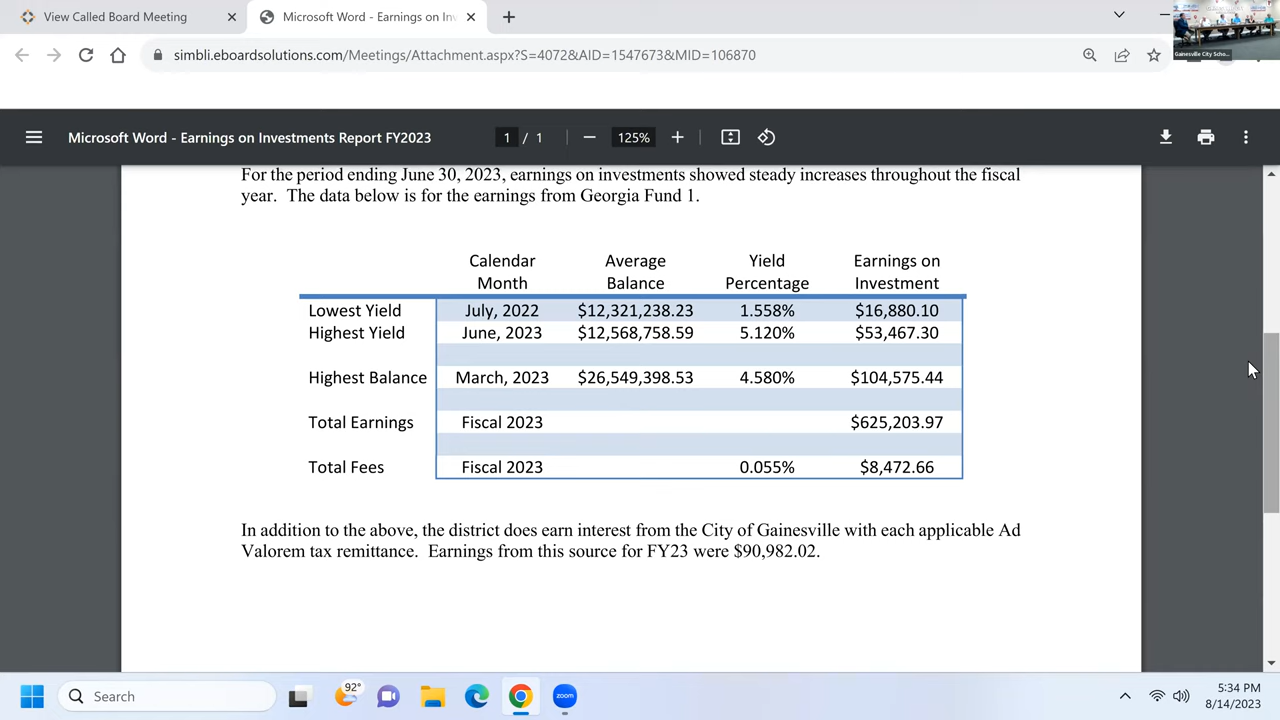 View Called Board Meeting
Microsoft Word - Earnings on Inv
simbli.eboardsolutions.com/Meetings/Attachment.aspx?S=4072&AID=1547673&MID=106870
Gainesville City Scho...
Microsoft Word - Earnings on Investments Report FY2023
1 / 1
125%
For the period ending June 30, 2023, earnings on investments showed steady increases throughout the fiscal
year. The data below is for the earnings from Georgia Fund 1.
Calendar Average Yield Earnings on
Month Balance Percentage Investment
Lowest Yield July, 2022 $12,321,238.23 1.558% $16,880.10
Highest Yield June, 2023 $12,568,758.59 5.120% $53,467.30
Highest Balance March, 2023 $26,549,398.53 4.580% $104,575.44
Total Earnings Fiscal 2023 $625,203.97
Total Fees Fiscal 2023 0.055% $8,472.66
In addition to the above, the district does earn interest from the City of Gainesville with each applicable Ad
Valorem tax remittance. Earnings from this source for FY23 were $90,982.02.
Search
92°
zoom
5:34 PM
8/14/2023